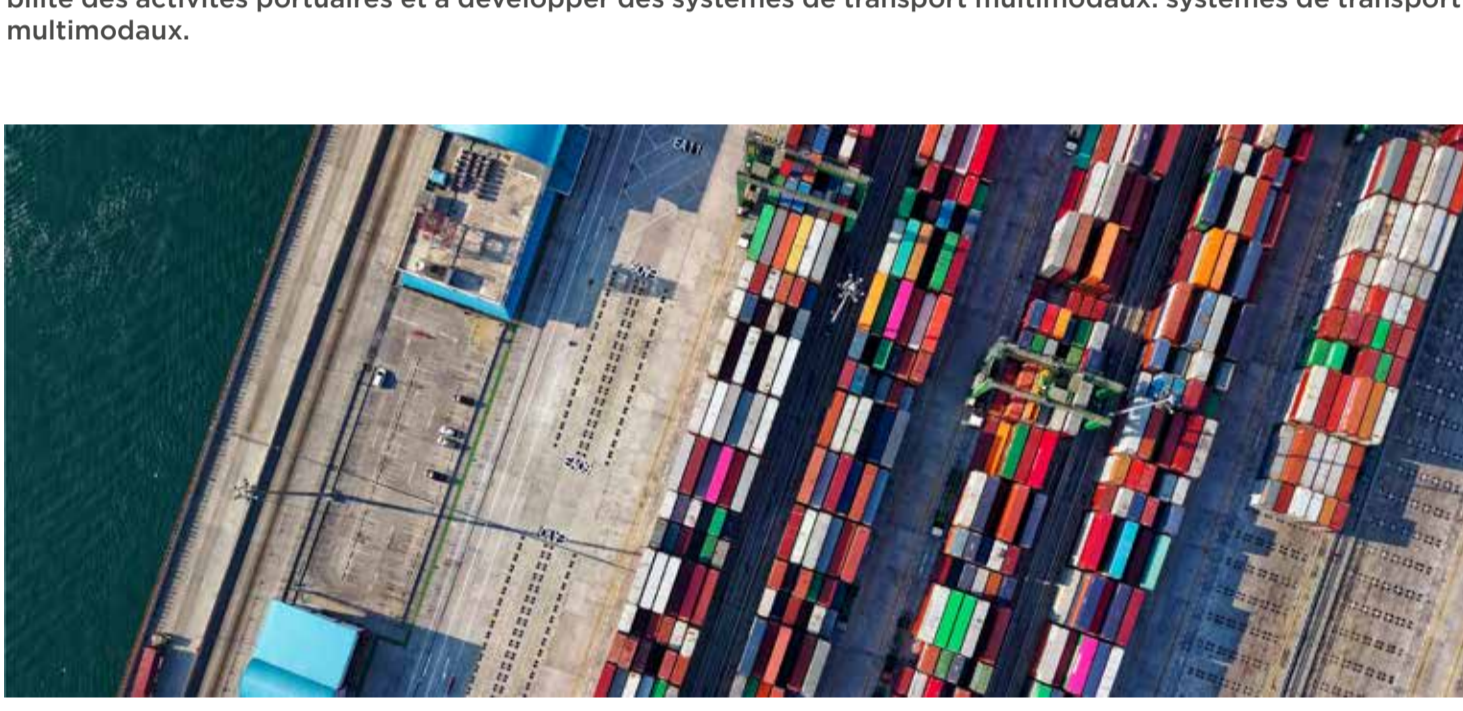 bilité des activités portuaires et à développer des systèmes de transport multimodaux. systèmes de transport
multimodaux.